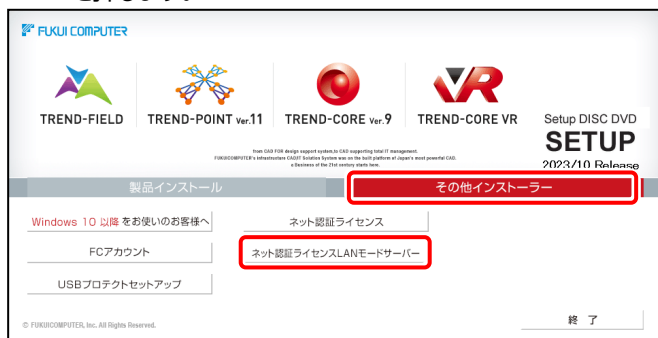 FUKUI COMPUTER
TREND-FIELD
TREND-POINT Ver.11
TREND-CORE Ver.9
TREND-CORE VR
Setup DISC DVD
SETUP
2023/10 Release
from CAD FOR design support system,to CAD supporting total IT management.
FUKUICOMPUTER's infrastructure CAD/IT Solution System was on the built platform of Japan's most powerful CAD.
a Business of the 21st century starts here.
製品インストール
その他インストーラー
Windows 10 以降 をお使いのお客様へ
ネット認証ライセンス
FCアカウント
ネット認証ライセンスLANモードサーバー
USBプロテクトセットアップ
© FUKUICOMPUTER, Inc. All Rights Reserved.
終 了